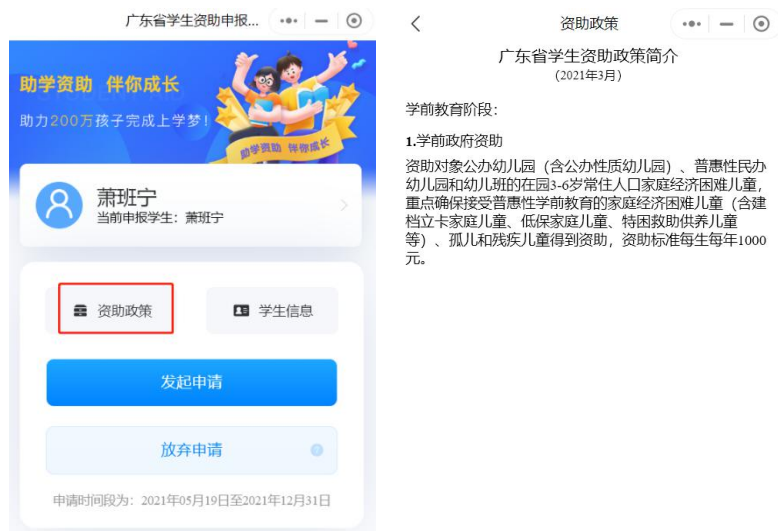 广东省学生资助申报...
助学资助 伴你成长
助力200万孩子完成上学梦!
助学资助 伴你成长
萧班宁
当前申报学生:萧班宁
资助政策
学生信息
发起申请
放弃申请
?
申请时间段为:2021年05月19日至2021年12月31日
资助政策
广东省学生资助政策简介
(2021年3月)
学前教育阶段:
1.学前政府资助
资助对象公办幼儿园(含公办性质幼儿园)、普惠性民办
幼儿园和幼儿班的在园3-6岁常住人口家庭经济困难儿童,
重点确保接受普惠性学前教育的家庭经济困难儿童(含建
档立卡家庭儿童、低保家庭儿童、特困救助供养儿童
等)、孤儿和残疾儿童得到资助,资助标准每生每年1000
元。